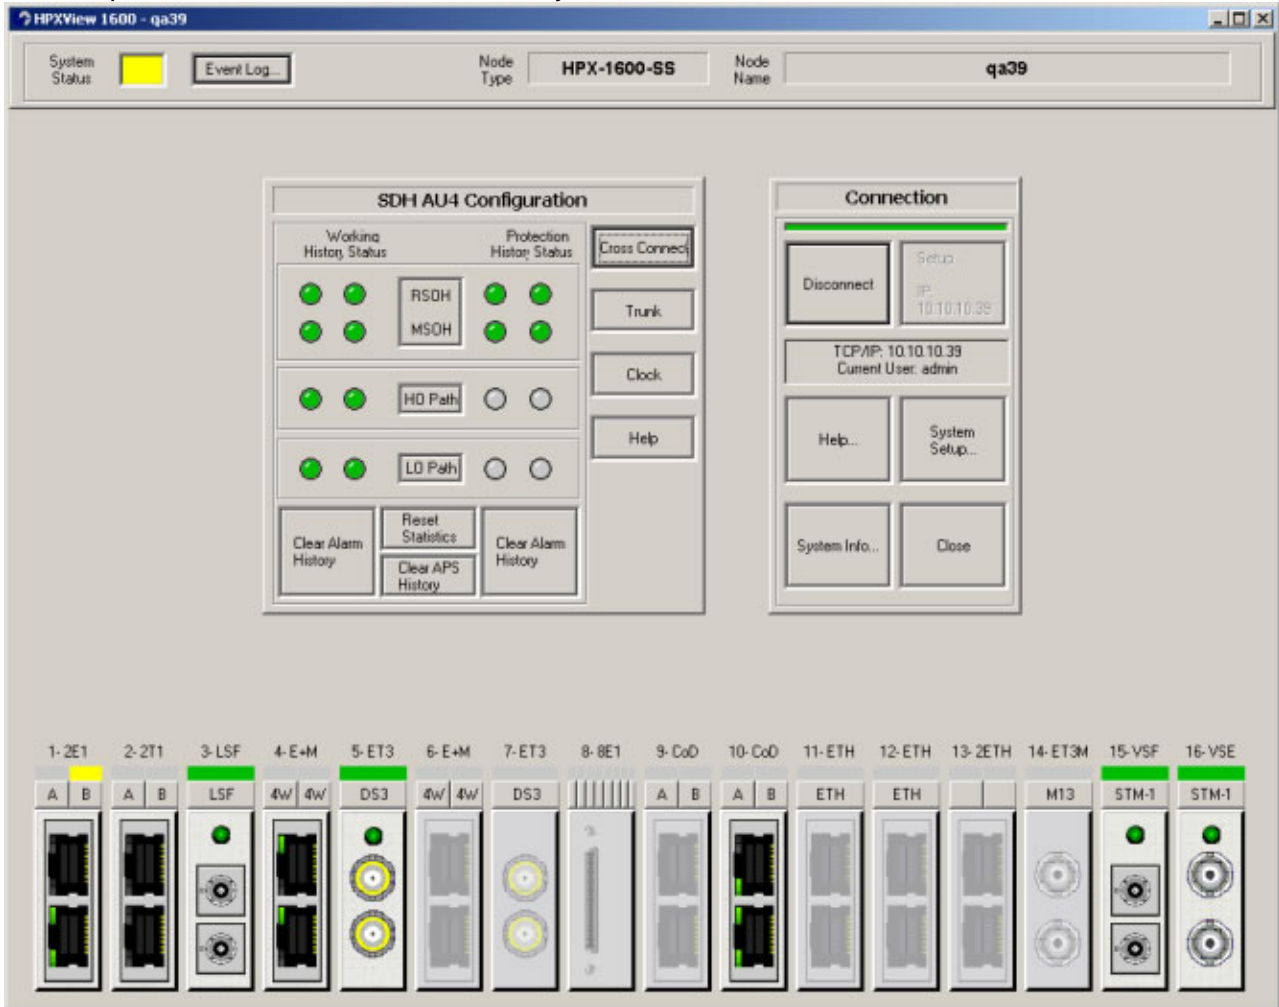 HPXView 1600 - qa39
System
Status
Event Log...
Node
Type
HPX-1600-SS
Node
Name
qa39
SDH AU4 Configuration
Working
History Status
Protection
History Status
RSOH
MSOH
HO Path
LO Path
Clear Alarm
History
Reset
Statistics
Clear APS
History
Clear Alarm
History
Cross Connect
Trunk
Clock
Help
Connection
Disconnect
Setup
IP:
10.10.10.39
TCP/IP: 10.10.10.39
Current User: admin
Help...
System
Setup...
System Info...
Close
1- 2E1 2- 2T1 3- LSF 4- E+M 5- ET3 6- E+M 7- ET3 8- 8E1 9- CoD 10- CoD 11- ETH 12- ETH 13- 2ETH 14- ET3M 15- VSF 16- VSE
A B A B LSF 4W 4W DS3 4W 4W DS3 A B A B ETH ETH M13 STM-1 STM-1